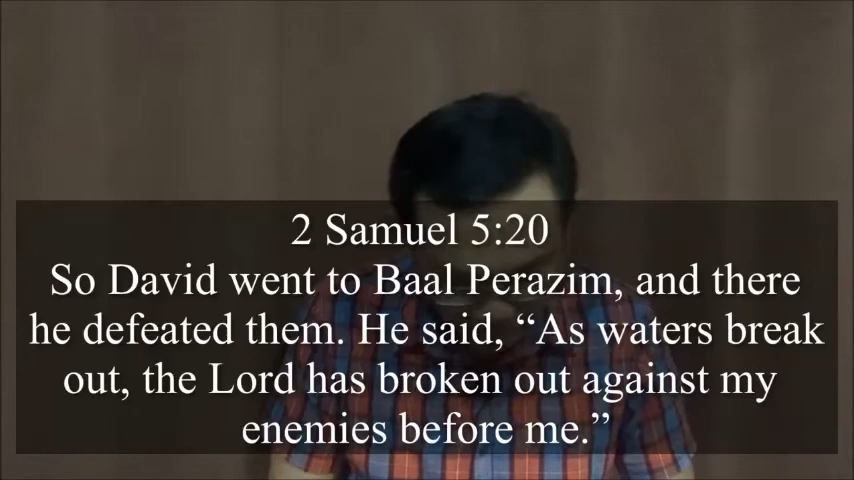 2 Samuel 5:20
So David went to Baal Perazim, and there
he defeated them. He said, “As waters break
out, the Lord has broken out against my
enemies before me.”